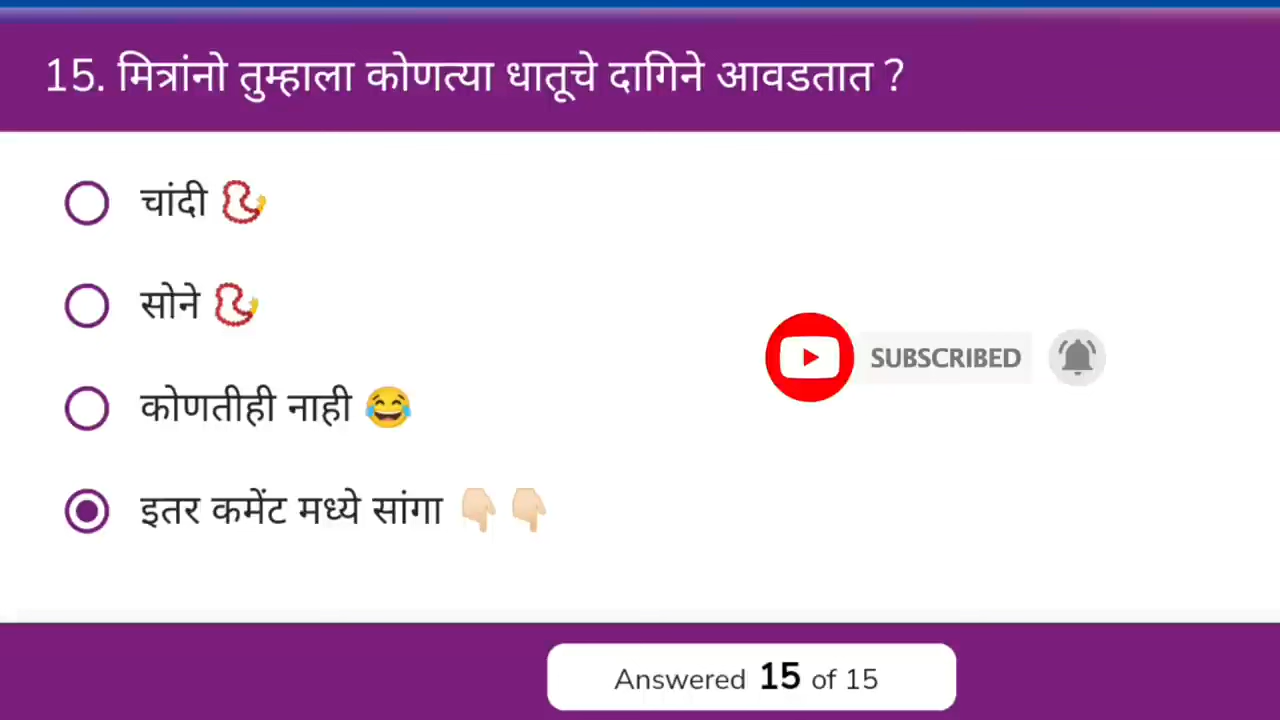 15. मित्रांनो तुम्हाला कोणत्या धातूचे दागिने आवडतात ?
चांदी 📿
सोने 📿
कोणतीही नाही 😂
इतर कमेंट मध्ये सांगा 👇🏻👇🏻
SUBSCRIBED
Answered 15 of 15